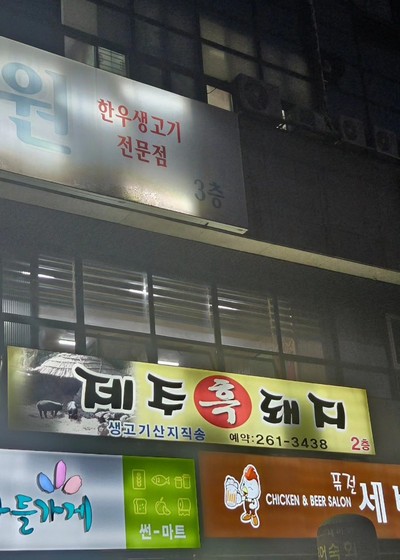 원
한우생고기
전문점
3층
제주흑돼지
생고기산지직송 예약:261-3438 2층
들가게
썬-마트
CHICKEN & BEER SALON
세